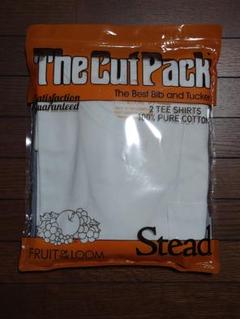 The Cut Pack
The Best Bib and Tucker
Satisfaction
Guaranteed
2 TEE SHIRTS
100% PURE COTTON
FRUIT OF THE LOOM
Stead